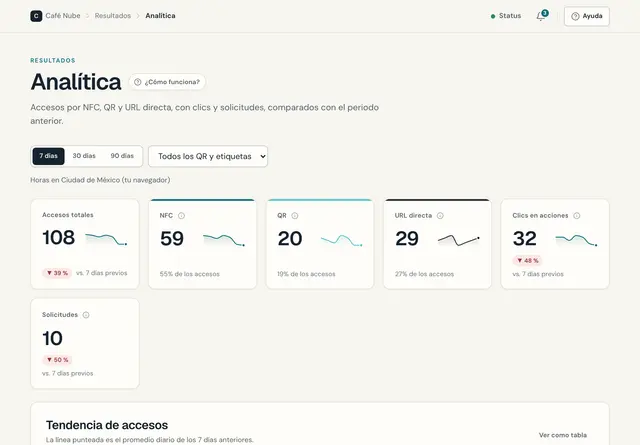 C Café Nube > Resultados > Analítica
Status
3
Ayuda
RESULTADOS
Analítica
¿Cómo funciona?
Accesos por NFC, QR y URL directa, con clics y solicitudes, comparados con el periodo
anterior.
7 días 30 días 90 días
Todos los QR y etiquetas
Horas en Ciudad de México (tu navegador)
Accesos totales
108
▼ 39 % vs. 7 días previos
NFC
59
55% de los accesos
QR
20
19% de los accesos
URL directa
29
27% de los accesos
Clics en acciones
32
▼ 48 %
vs. 7 días previos
Solicitudes
10
▼ 50 %
vs. 7 días previos
Tendencia de accesos
La línea punteada es el promedio diario de los 7 días anteriores.
Ver como tabla